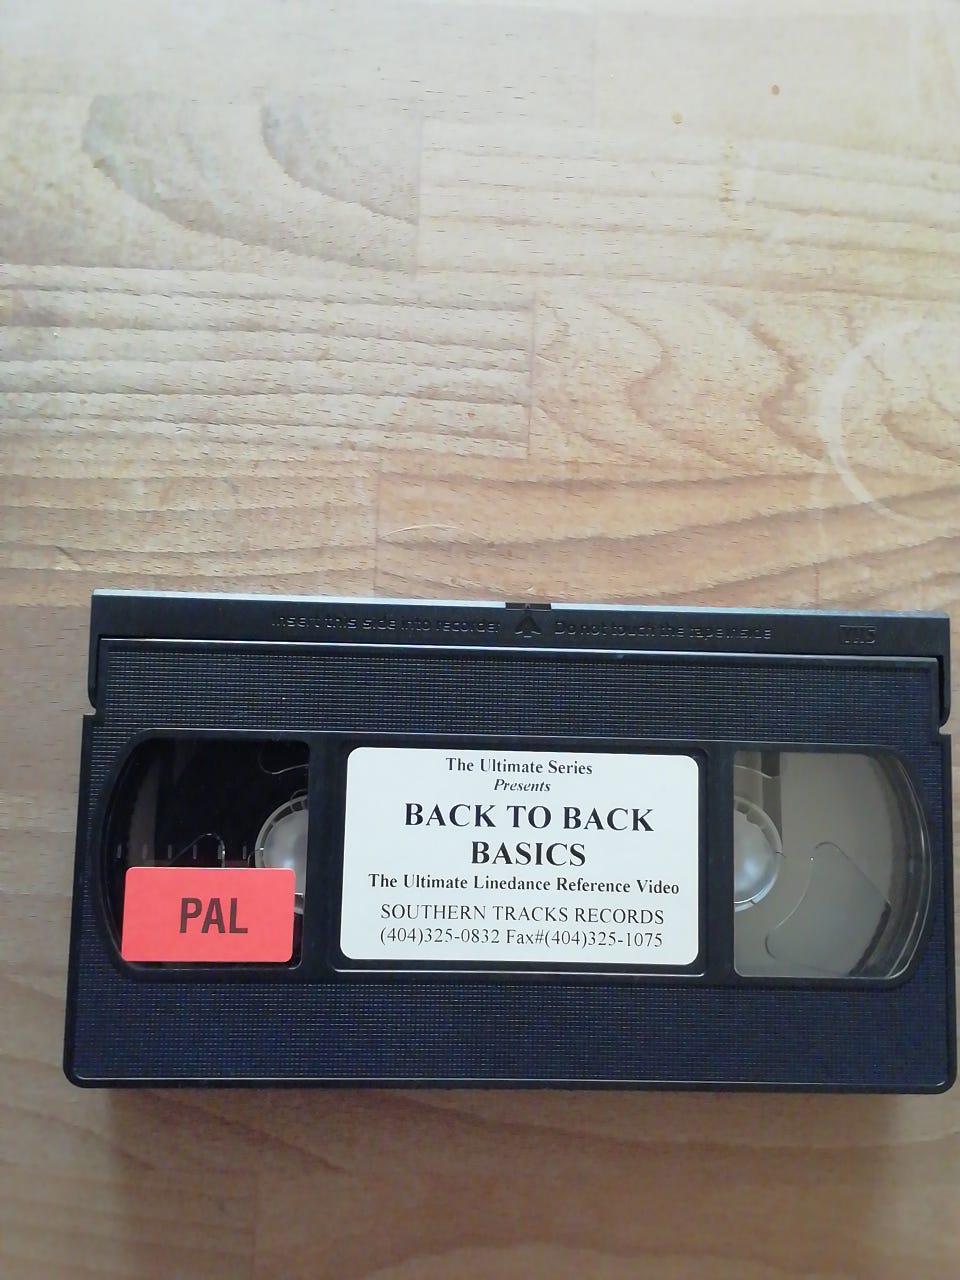 Insert this side into recorder Do not touch the tape inside VHS
The Ultimate Series
Presents
BACK TO BACK
BASICS
The Ultimate Linedance Reference Video
SOUTHERN TRACKS RECORDS
(404)325-0832 Fax#(404)325-1075
PAL